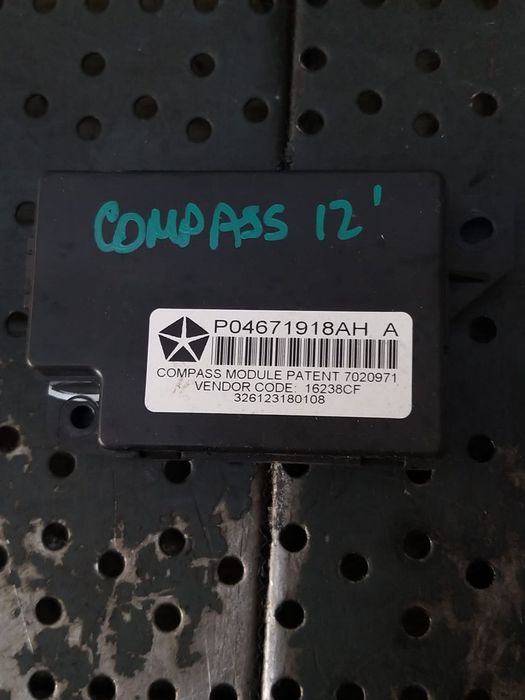 COMPASS 12'
P04671918AH A
COMPASS MODULE PATENT 7020971
VENDOR CODE: 16238CF
326123180108